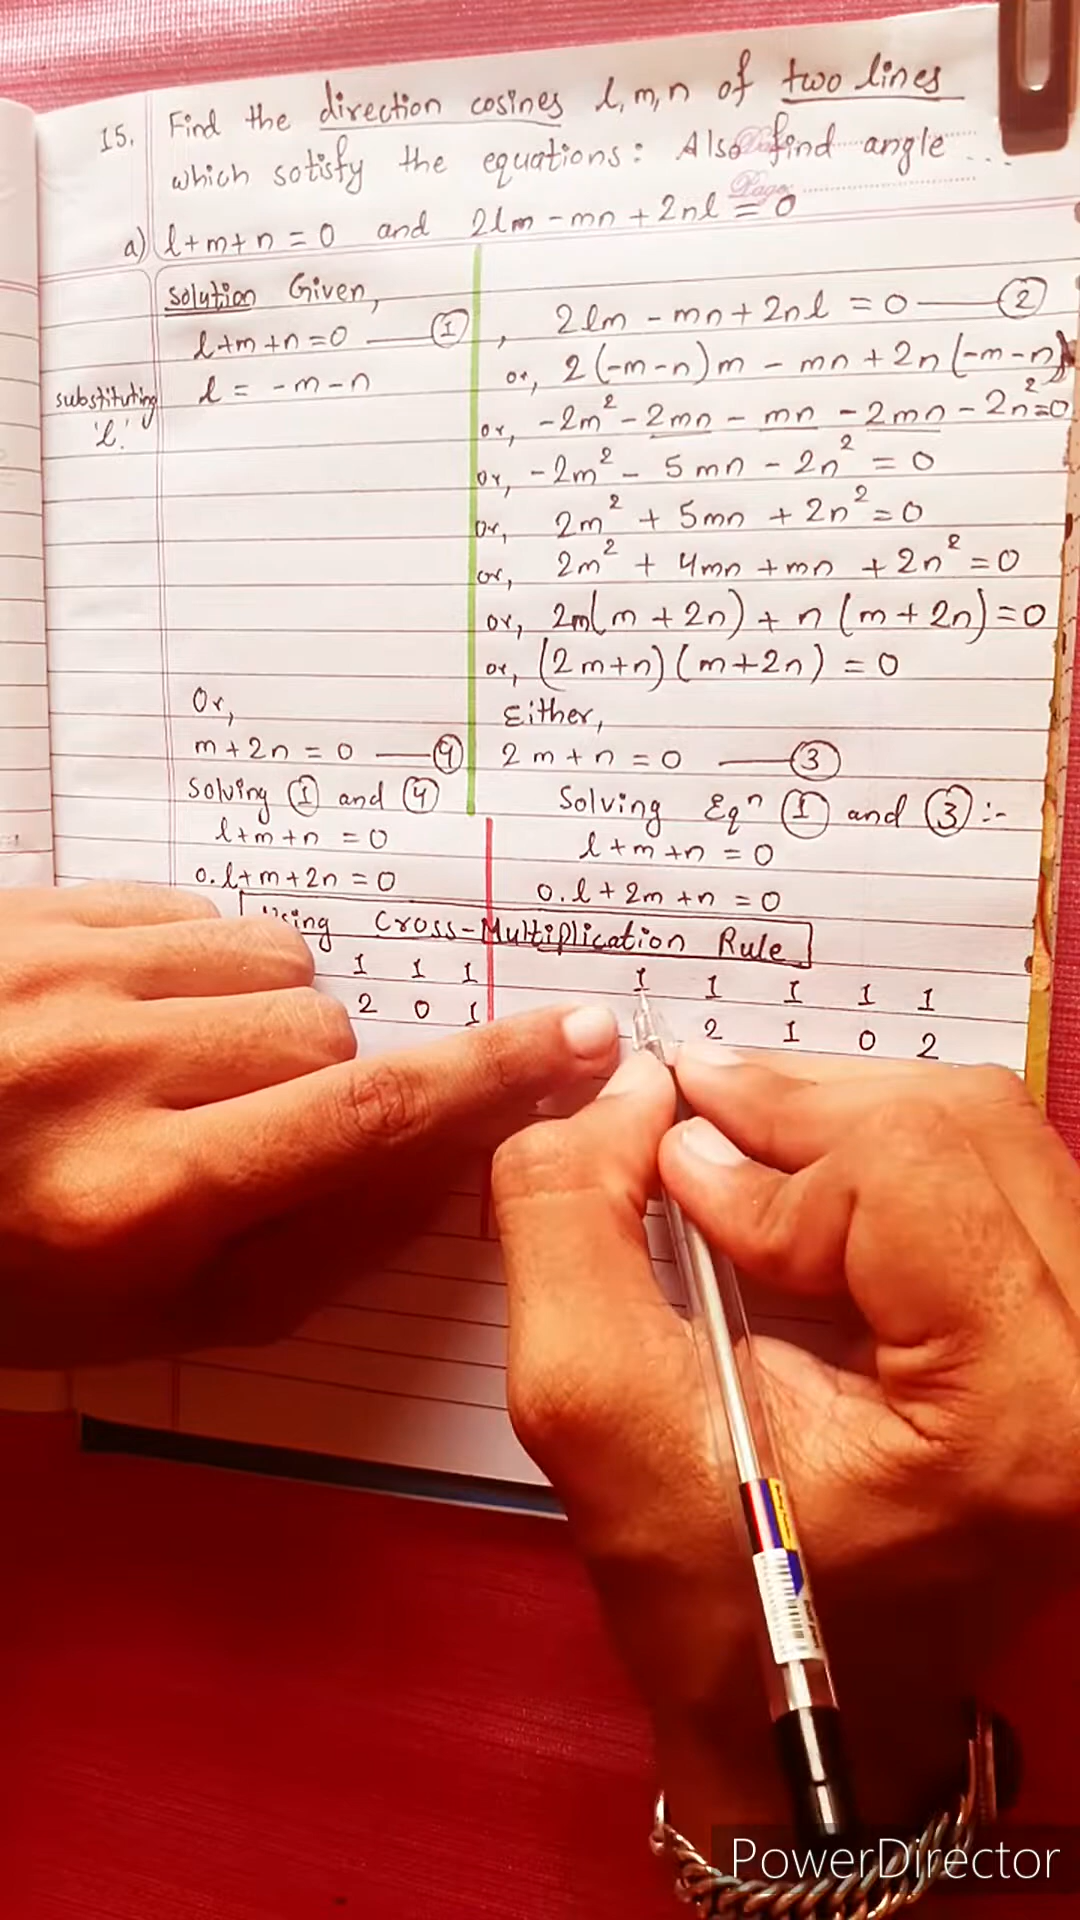 15. Find the direction cosines l, m, n of two lines
which satisfy the equations: Also find angle ...
Page
a) l+m+n = 0 and 2lm - mn + 2nl = 0
solution Given,
l+m+n=0 — ① , 2lm - mn + 2nl = 0 — ②
substituting 'l'. l = -m-n
or, 2(-m-n)m - mn + 2n(-m-n)
or, -2m² - 2mn - mn - 2mn - 2n²=0
or, -2m² - 5mn - 2n² = 0
or, 2m² + 5mn + 2n² = 0
or, 2m² + 4mn + mn + 2n² = 0
or, 2m(m + 2n) + n(m + 2n) = 0
or, (2m+n)(m+2n) = 0
Or,
m + 2n = 0 — ④
Solving ① and ④
l+m+n = 0
0.l+m+2n = 0
Either,
2m+n = 0 — ③
Solving Eqⁿ ① and ③ :-
l+m+n = 0
0.l + 2m + n = 0
Cross-Multiplication Rule
1 1 1
2 0 1
1 1 1 1 1
2 1 0 2
PowerDirector